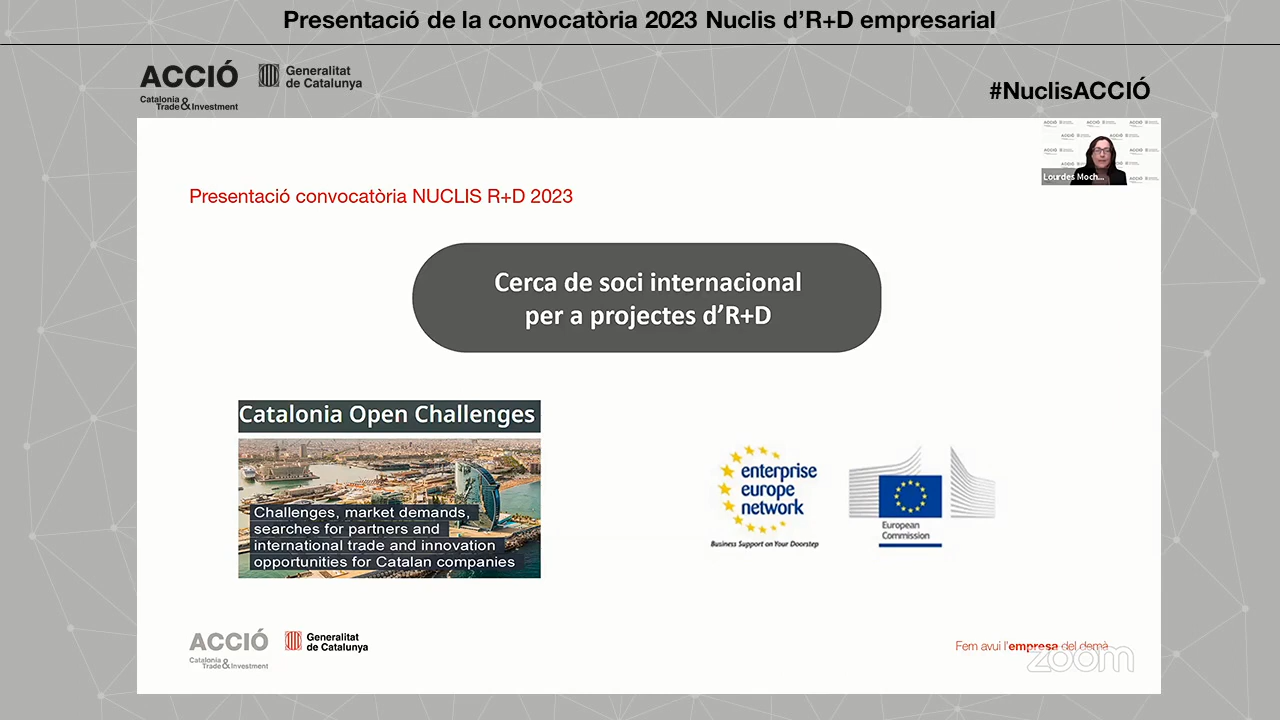 Presentació de la convocatòria 2023 Nuclis d’R+D empresarial
ACCIÓ
Catalonia
Trade & Investment
Generalitat
de Catalunya
#NuclisACCIÓ
Lourdes Moch...
Presentació convocatòria NUCLIS R+D 2023
Cerca de soci internacional
per a projectes d’R+D
Catalonia Open Challenges
Challenges, market demands,
searches for partners and
international trade and innovation
opportunities for Catalan companies
enterprise
europe
network
Business Support on Your Doorstep
European
Commission
ACCIÓ
Catalonia
Trade & Investment
Generalitat
de Catalunya
Fem avui l'empresa del demà
zoom